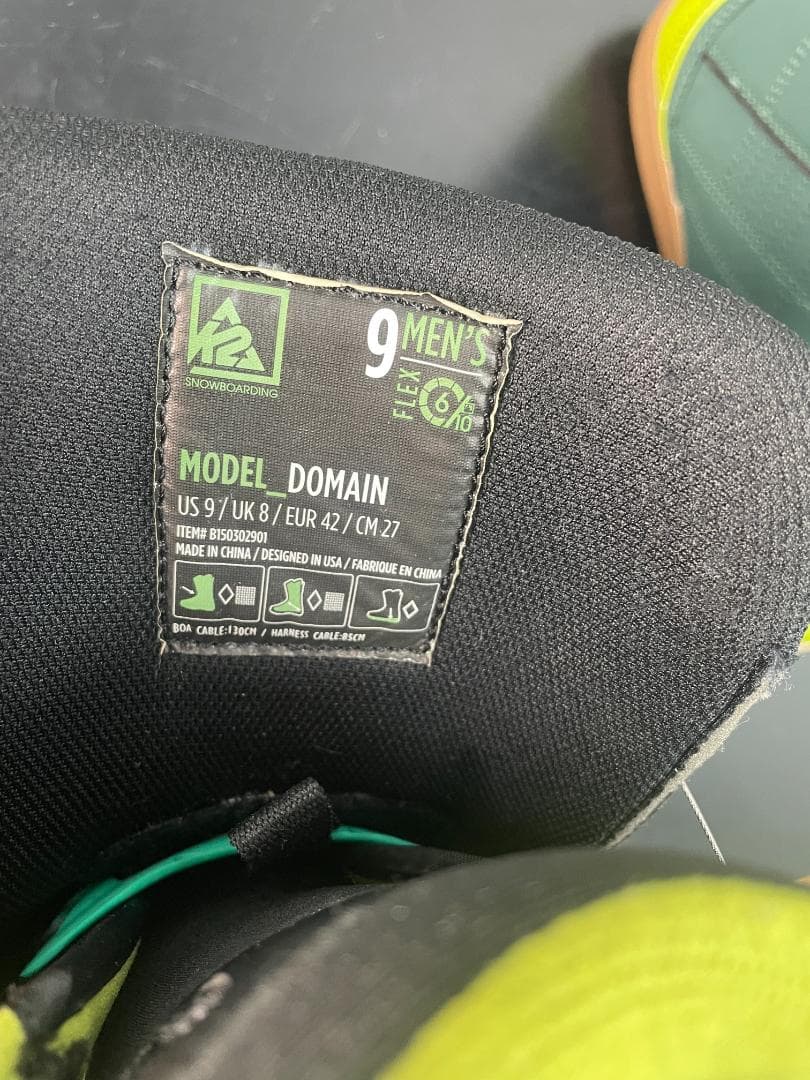 K2
SNOWBOARDING
9 MEN'S
FLEX 6/10
MODEL_DOMAIN
US 9 / UK 8 / EUR 42 / CM 27
ITEM# B150302901
MADE IN CHINA / DESIGNED IN USA / FABRIQUE EN CHINA
BOA CABLE:130CM / HARNESS CABLE:85CM